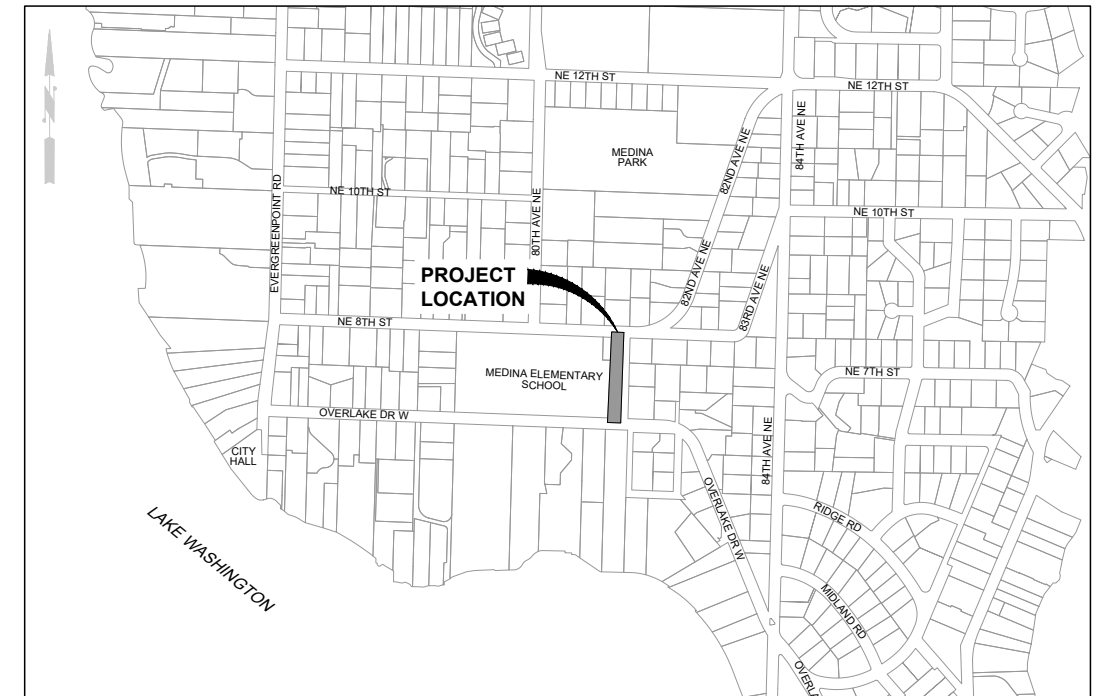 N
NE 12TH ST
NE 12TH ST
84TH AVE NE
MEDINA
PARK
82ND AVE NE
EVERGREENPOINT RD
NE 10TH ST
80TH AVE NE
NE 10TH ST
82ND AVE NE
83RD AVE NE
PROJECT
LOCATION
NE 8TH ST
MEDINA ELEMENTARY
SCHOOL
NE 7TH ST
OVERLAKE DR W
84TH AVE NE
CITY
HALL
OVERLAKE DR W
RIDGE RD
LAKE WASHINGTON
MIDLAND RD